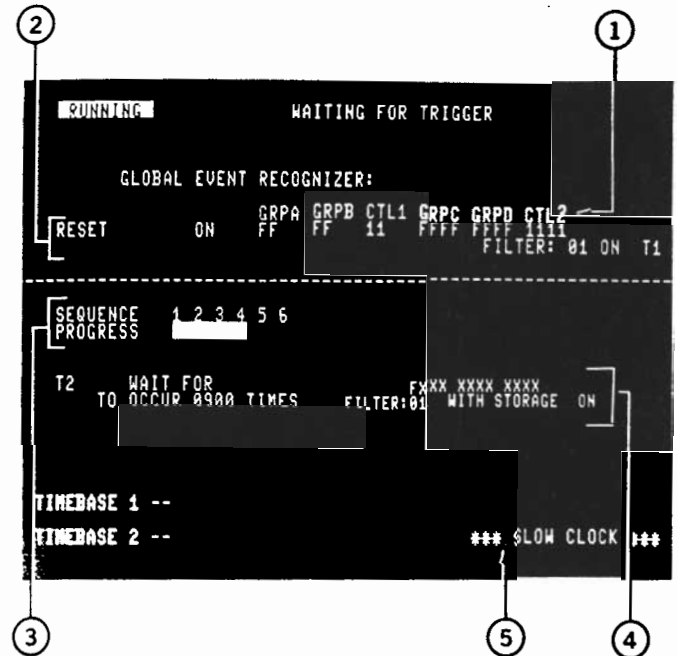 2
1
RUNNING WAITING FOR TRIGGER
GLOBAL EVENT RECOGNIZER:
GRPA GRPB CTL1 GRPC GRPD CTL2
RESET ON FF FF 11 FFFF FFFF 1111
FILTER: 01 ON T1
SEQUENCE 1 2 3 4 5 6
PROGRESS
T2 WAIT FOR FXXX XXXX XXXX
TO OCCUR 0900 TIMES FILTER:01 WITH STORAGE ON
TIMEBASE 1 --
TIMEBASE 2 -- *** SLOW CLOCK ***
3
5
4